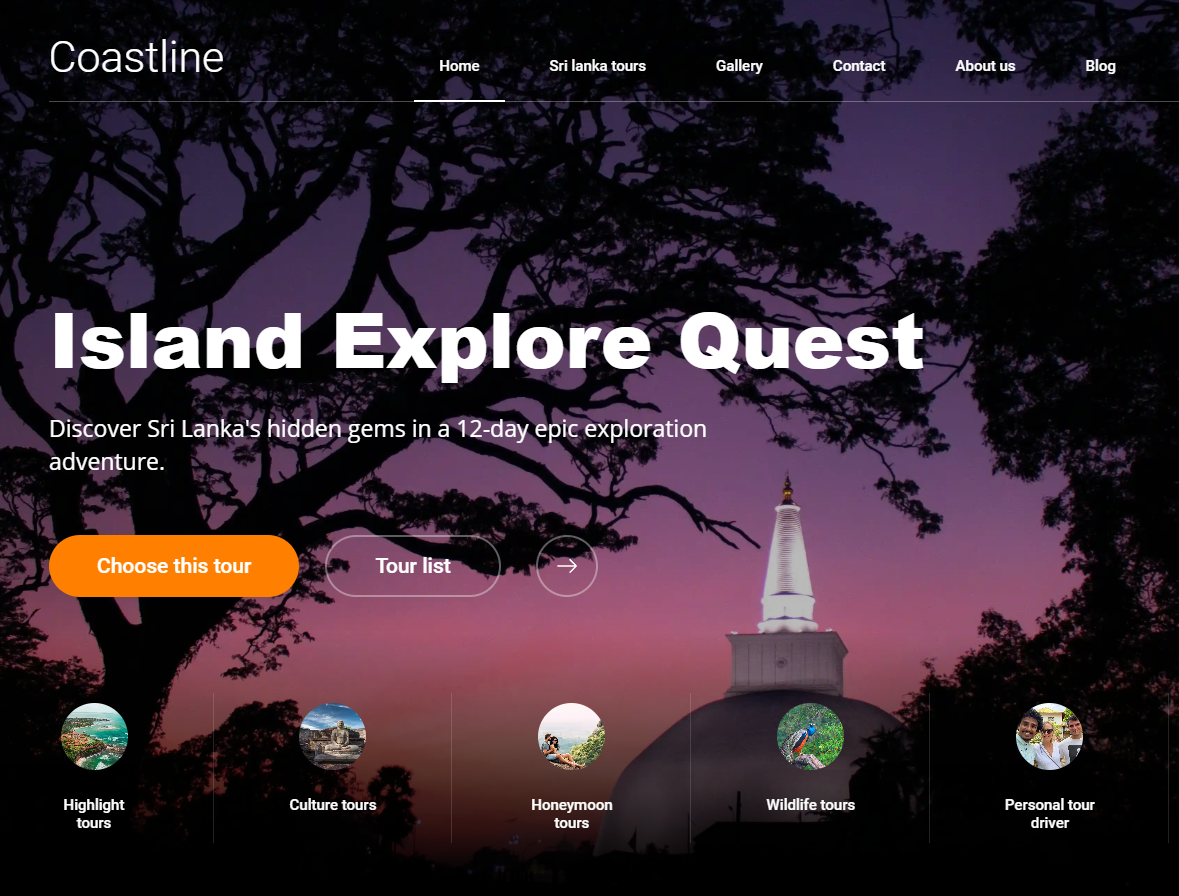 Coastline
Home
Sri lanka tours
Gallery
Contact
About us
Blog
Island Explore Quest
Discover Sri Lanka's hidden gems in a 12-day epic exploration
adventure.
Choose this tour
Tour list
Highlight
tours
Culture tours
Honeymoon
tours
Wildlife tours
Personal tour
driver